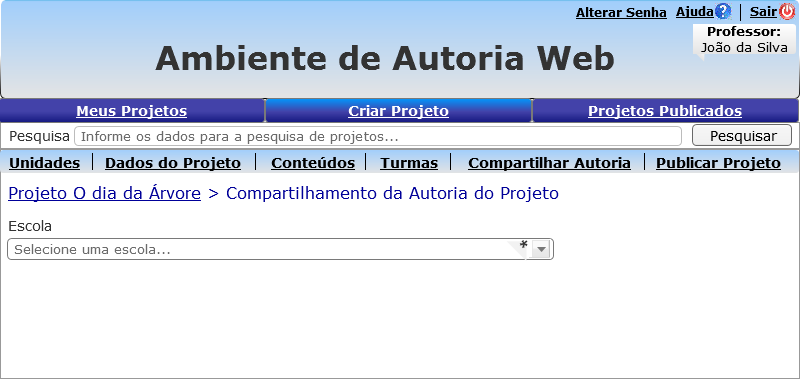 Alterar Senha Ajuda? | Sair
Professor:
João da Silva
Ambiente de Autoria Web
Meus Projetos Criar Projeto Projetos Publicados
Pesquisa Informe os dados para a pesquisa de projetos... Pesquisar
Unidades | Dados do Projeto | Conteúdos | Turmas | Compartilhar Autoria | Publicar Projeto
Projeto O dia da Árvore > Compartilhamento da Autoria do Projeto
Escola
Selecione uma escola... *